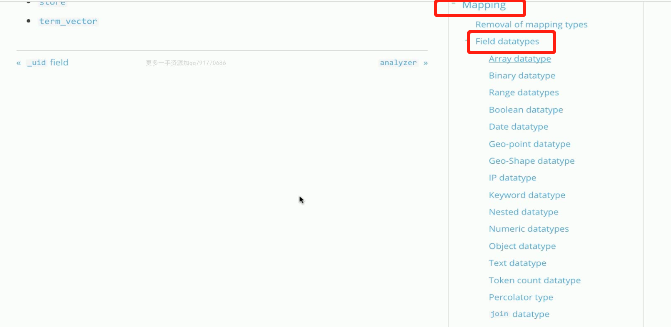 store
term_vector
« _uid field
analyzer »
Mapping
Removal of mapping types
Field datatypes
Array datatype
Binary datatype
Range datatypes
Boolean datatype
Date datatype
Geo-point datatype
Geo-Shape datatype
IP datatype
Keyword datatype
Nested datatype
Numeric datatypes
Object datatype
Text datatype
Token count datatype
Percolator type
join datatype